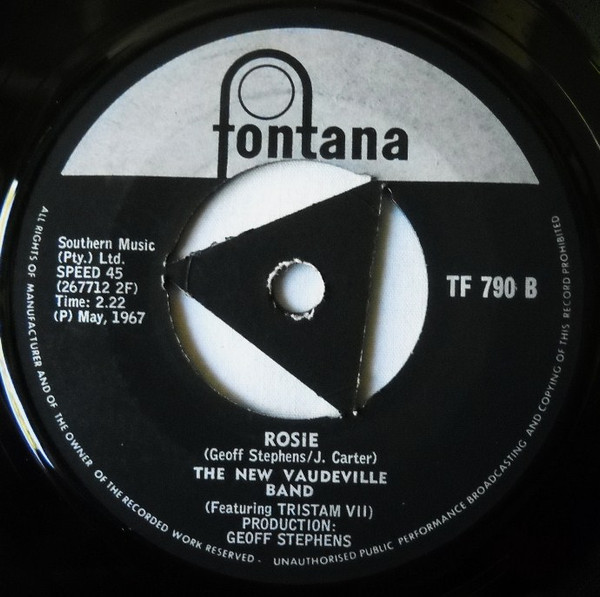 fontana
Southern Music
(Pty.) Ltd.
SPEED 45
(267712 2F)
Time: 2.22
(P) May, 1967
TF 790 B
ROSIE
(Geoff Stephens/J. Carter)
THE NEW VAUDEVILLE
BAND
(Featuring TRISTAM VII)
PRODUCTION:
GEOFF STEPHENS
ALL RIGHTS OF MANUFACTURER AND OF THE OWNER OF THE RECORDED WORK RESERVED · UNAUTHORISED PUBLIC PERFORMANCE BROADCASTING AND COPYING OF THIS RECORD PROHIBITED